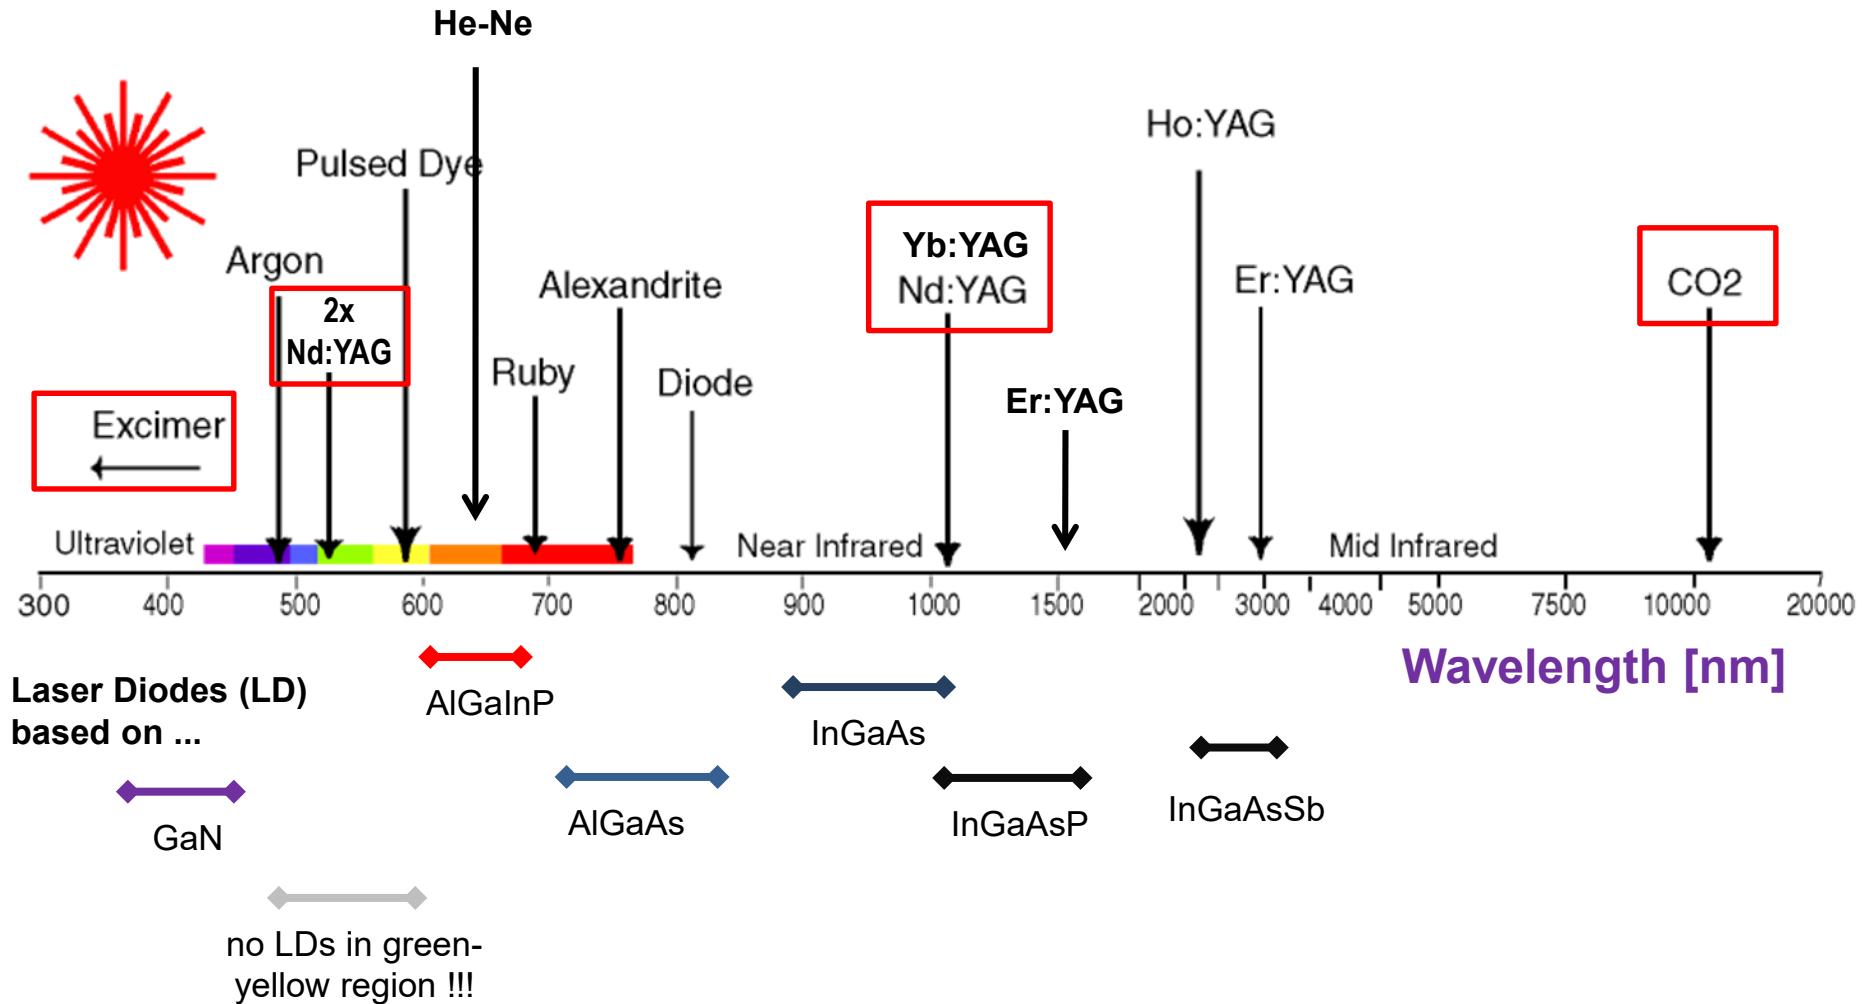 He-Ne
Ho:YAG
Pulsed Dye
Yb:YAG
Nd:YAG
Argon
Alexandrite
Er:YAG
CO2
2x
Nd:YAG
Ruby
Diode
Er:YAG
Excimer
Ultraviolet
Near Infrared
Mid Infrared
300 400 500 600 700 800 900 1000 1500 2000 3000 4000 5000 7500 10000 20000
Wavelength [nm]
Laser Diodes (LD)
based on ...
AlGaInP
InGaAs
GaN
AlGaAs
InGaAsP
InGaAsSb
no LDs in green-
yellow region !!!